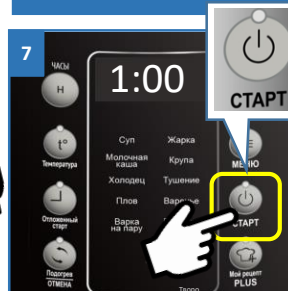 7
ЧАСЫ
Н
1:00
СТАРТ
t°
Температура
Суп
Жарка
Молочная каша
Крупа
МЕНЮ
Холодец
Тушение
Отложенный старт
Плов
Варенье
СТАРТ
Варка на пару
Подогрев
ОТМЕНА
Мой рецепт
PLUS